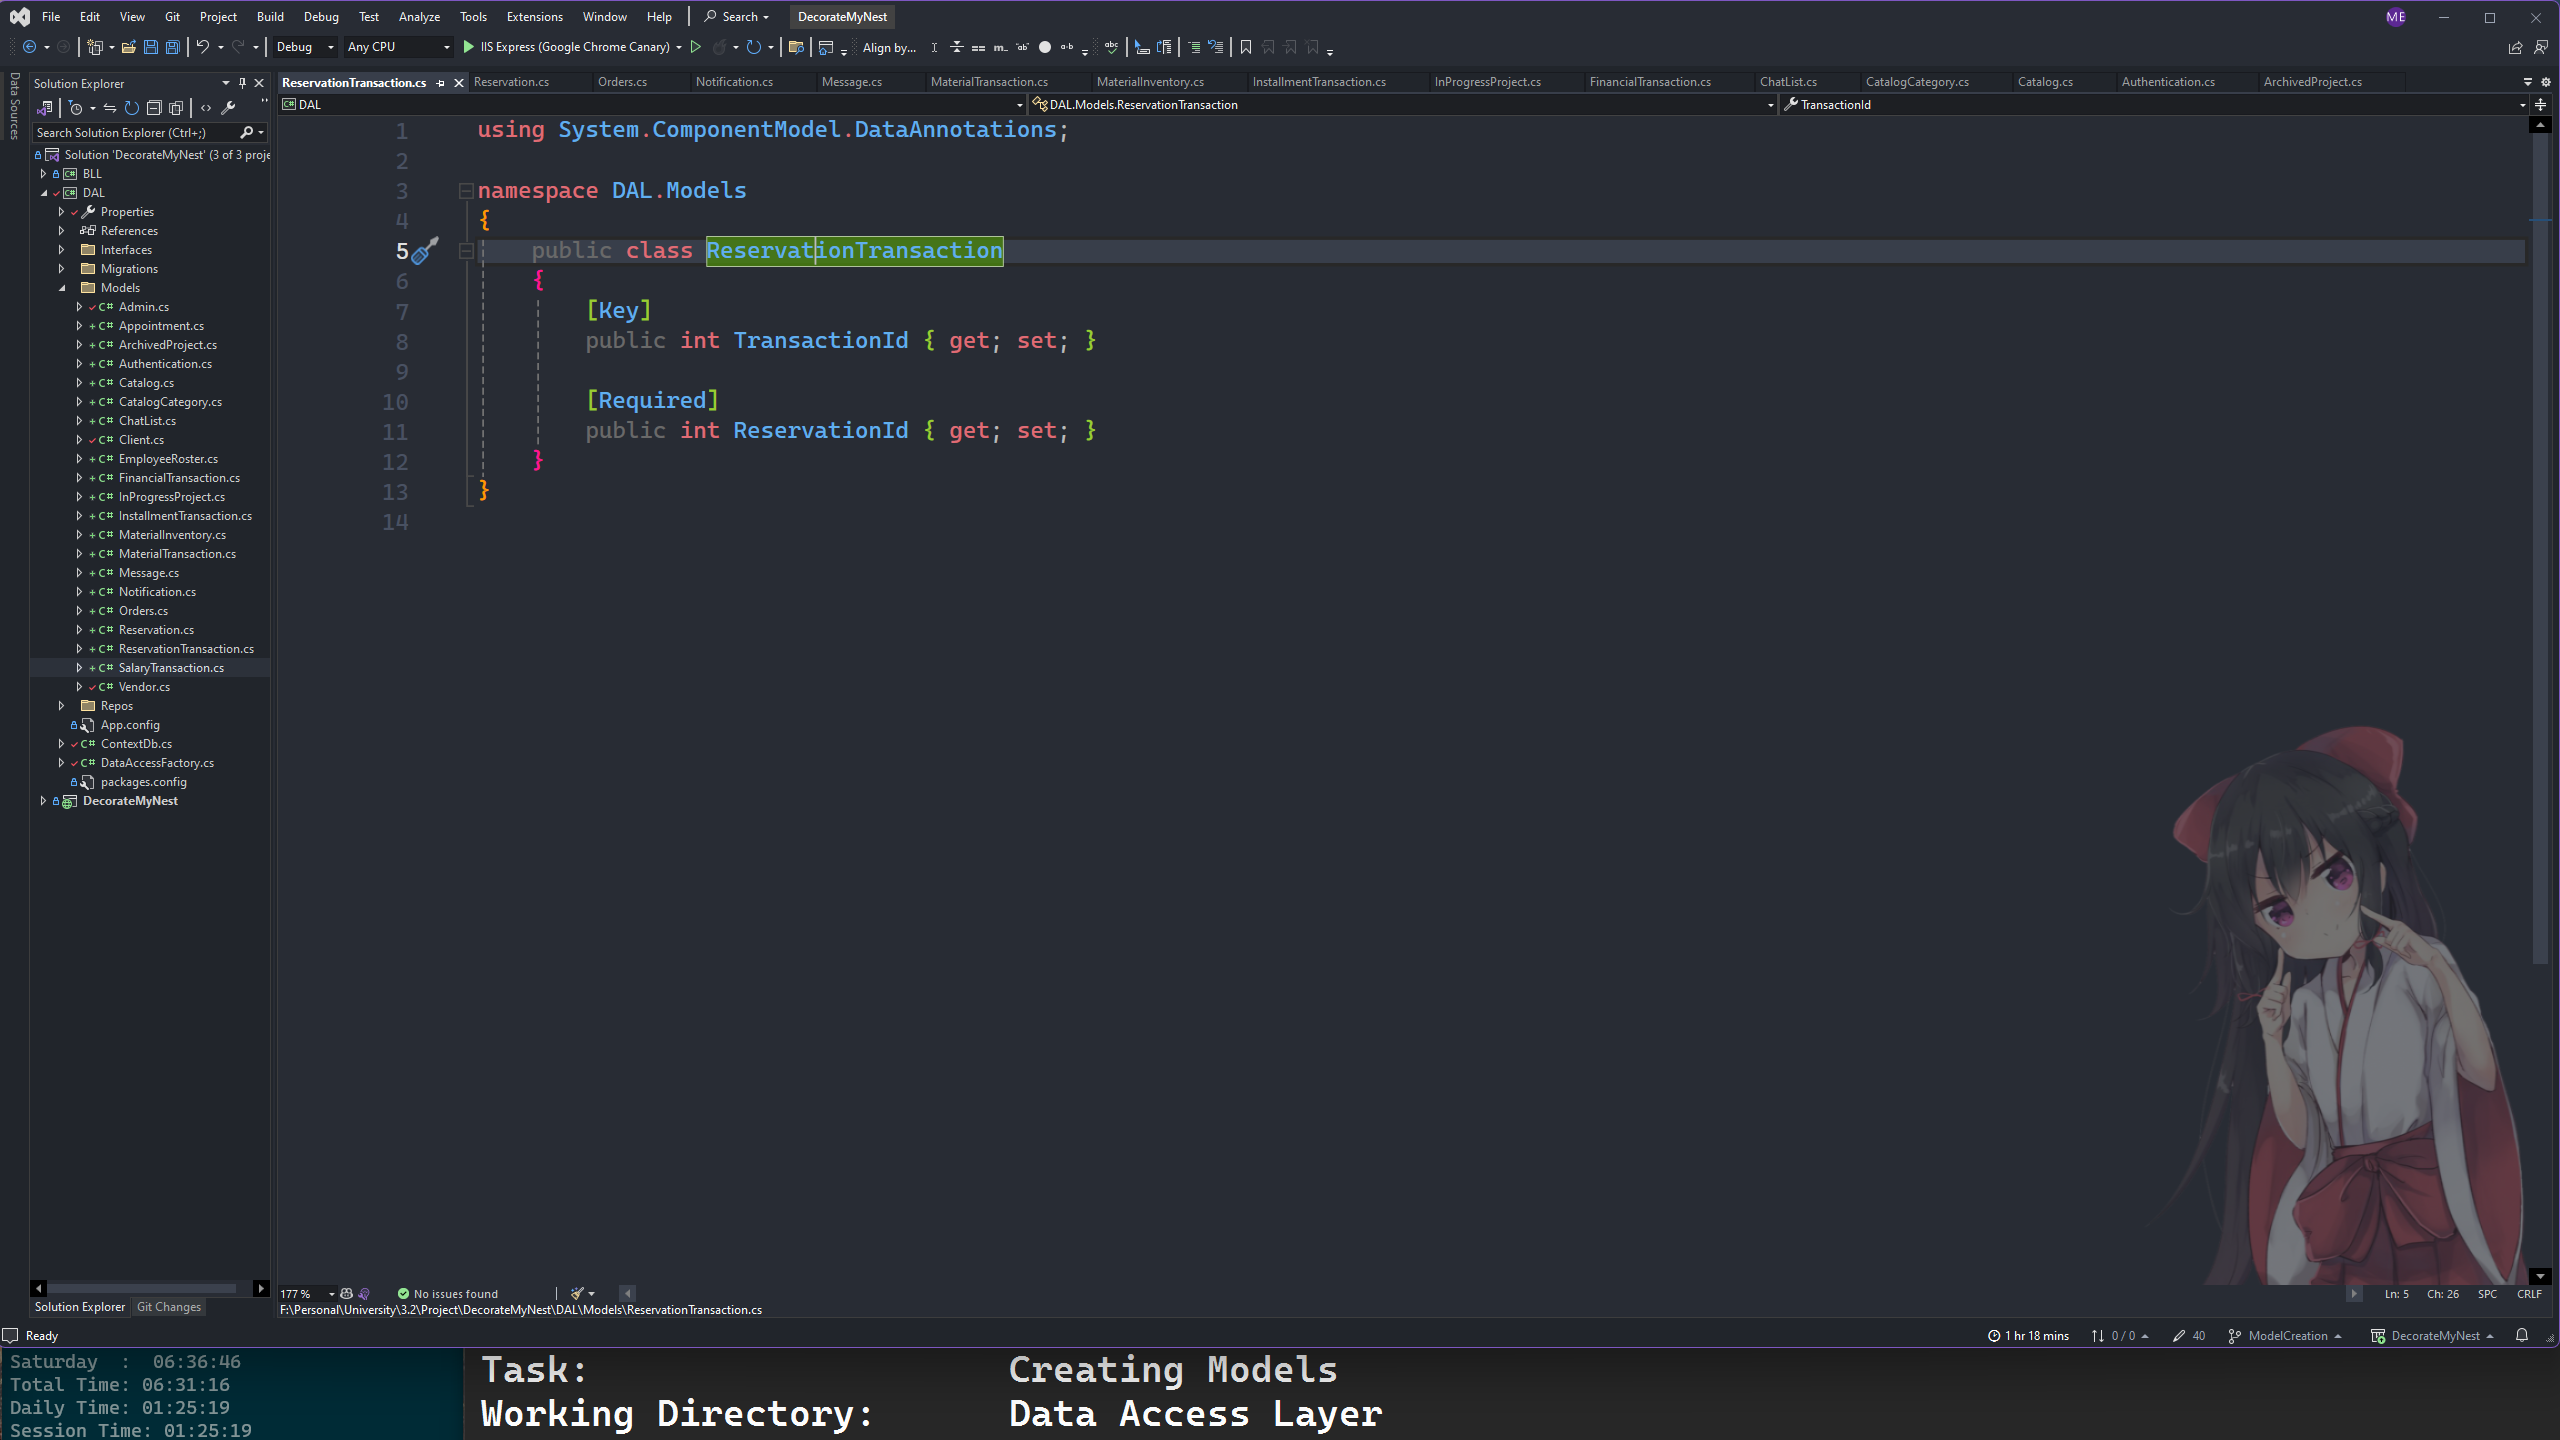 File Edit View Git Project Build Debug Test Analyze Tools Extensions Window Help Search DecorateMyNest ME
Debug Any CPU IIS Express (Google Chrome Canary) Align by...
Data Sources
Solution Explorer
Search Solution Explorer (Ctrl+;)
Solution 'DecorateMyNest' (3 of 3 proje
BLL
DAL
Properties
References
Interfaces
Migrations
Models
C# Admin.cs
C# Appointment.cs
C# ArchivedProject.cs
C# Authentication.cs
C# Catalog.cs
C# CatalogCategory.cs
C# ChatList.cs
C# Client.cs
C# EmployeeRoster.cs
C# FinancialTransaction.cs
C# InProgressProject.cs
C# InstallmentTransaction.cs
C# MaterialInventory.cs
C# MaterialTransaction.cs
C# Message.cs
C# Notification.cs
C# Orders.cs
C# Reservation.cs
C# ReservationTransaction.cs
C# SalaryTransaction.cs
C# Vendor.cs
Repos
App.config
C# ContextDb.cs
C# DataAccessFactory.cs
packages.config
DecorateMyNest
Solution Explorer Git Changes
ReservationTransaction.cs Reservation.cs Orders.cs Notification.cs Message.cs MaterialTransaction.cs MaterialInventory.cs InstallmentTransaction.cs InProgressProject.cs FinancialTransaction.cs ChatList.cs CatalogCategory.cs Catalog.cs Authentication.cs ArchivedProject.cs
DAL DAL.Models.ReservationTransaction TransactionId
1 using System.ComponentModel.DataAnnotations;
2
3 namespace DAL.Models
4 {
5 public class ReservationTransaction
6 {
7 [Key]
8 public int TransactionId { get; set; }
9
10 [Required]
11 public int ReservationId { get; set; }
12 }
13 }
14
177 % No issues found Ln: 5 Ch: 26 SPC CRLF
F:\Personal\University\3.2\Project\DecorateMyNest\DAL\Models\ReservationTransaction.cs
Ready 1 hr 18 mins 0 / 0 40 ModelCreation DecorateMyNest
Saturday : 06:36:46
Total Time: 06:31:16
Daily Time: 01:25:19
Session Time: 01:25:19
Task: Creating Models
Working Directory: Data Access Layer